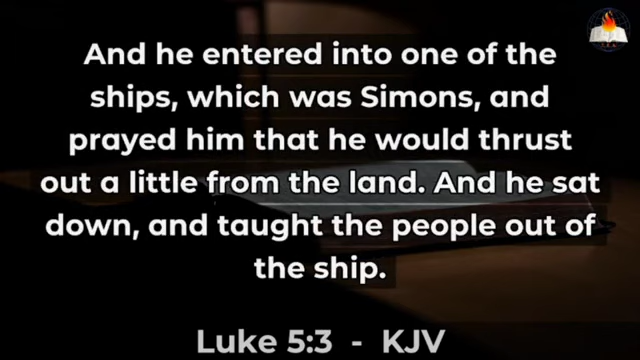 And he entered into one of the
ships, which was Simons, and
prayed him that he would thrust
out a little from the land. And he sat
down, and taught the people out of
the ship.
Luke 5:3 - KJV